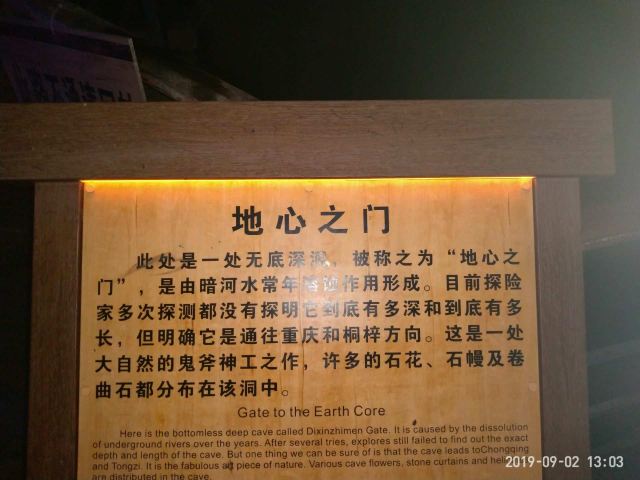 地心之门
此处是一处无底深渊，被称之为“地心之
门”，是由暗河水常年溶蚀作用形成。目前探险
家多次探测都没有探明它到底有多深和到底有多
长，但明确它是通往重庆和桐梓方向。这是一处
大自然的鬼斧神工之作，许多的石花、石幔及卷
曲石都分布在该洞中。
Gate to the Earth Core
Here is the bottomless deep cave called Dixinzhimen Gate. It is caused by the dissolution
of underground rivers over the years. After several tries, explores still failed to find out the exact
depth and length of the cave. But one thing we can be sure of is that the cave leads toChongqing
and Tongzi. It is the fabulous art piece of nature. Various cave flowers, stone curtains and
are distributed in the cave.
2019-09-02 13:03